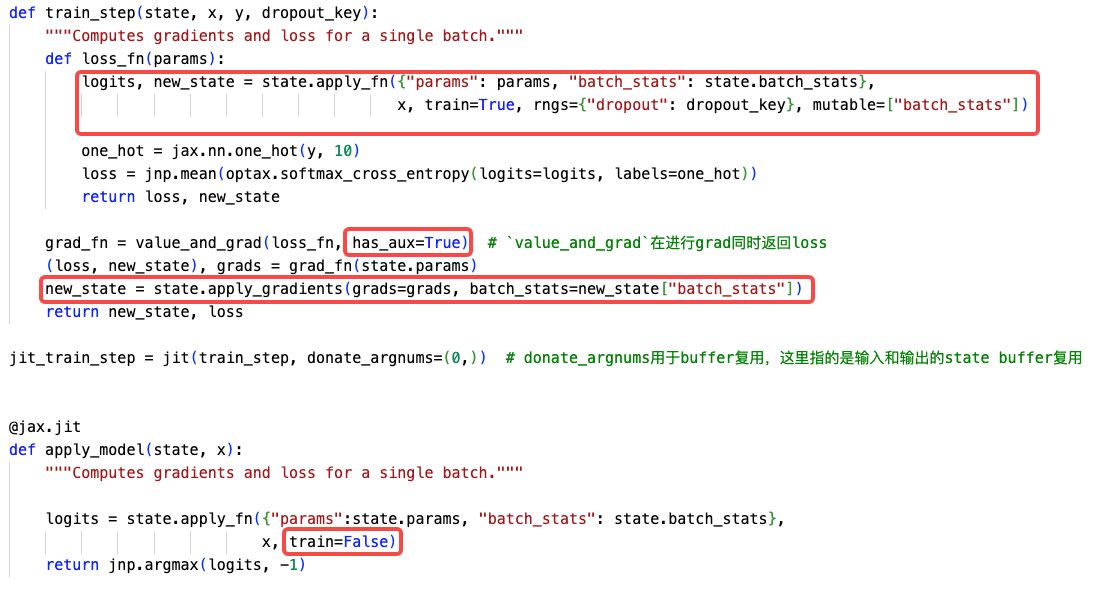 def train_step(state, x, y, dropout_key):
    """Computes gradients and loss for a single batch."""
    def loss_fn(params):
        logits, new_state = state.apply_fn({"params": params, "batch_stats": state.batch_stats},
                                           x, train=True, rngs={"dropout": dropout_key}, mutable=["batch_stats"])
        one_hot = jax.nn.one_hot(y, 10)
        loss = jnp.mean(optax.softmax_cross_entropy(logits=logits, labels=one_hot))
        return loss, new_state
    grad_fn = value_and_grad(loss_fn, has_aux=True)  # `value_and_grad`在进行grad同时返回loss
    (loss, new_state), grads = grad_fn(state.params)
    new_state = state.apply_gradients(grads=grads, batch_stats=new_state["batch_stats"])
    return new_state, loss
jit_train_step = jit(train_step, donate_argnums=(0,))  # donate_argnums用于buffer复用，这里指的是输入和输出的state buffer复用
@jax.jit
def apply_model(state, x):
    """Computes gradients and loss for a single batch."""
    logits = state.apply_fn({"params":state.params, "batch_stats": state.batch_stats},
                            x, train=False)
    return jnp.argmax(logits, -1)